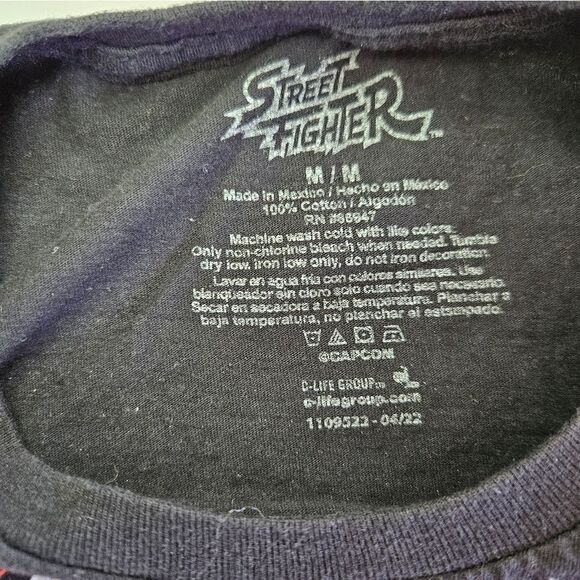 STREET
FIGHTER™
M / M
Made in Mexico / Hecho en México
100% Cotton / Algodón
RN #86947
Machine wash cold with like colors.
Only non-chlorine bleach when needed. Tumble
dry low. Iron low only, do not iron decoration.
Lavar en agua fria con colores similares. Use
blanqueador sin cloro solo cuando sea necesario.
Secar en secadora a baja temperatura. Planchar a
baja temperatura, no planchar el estampado.
©CAPCOM
C-LIFE GROUP
c-lifegroup.com
1109522 - 04/22